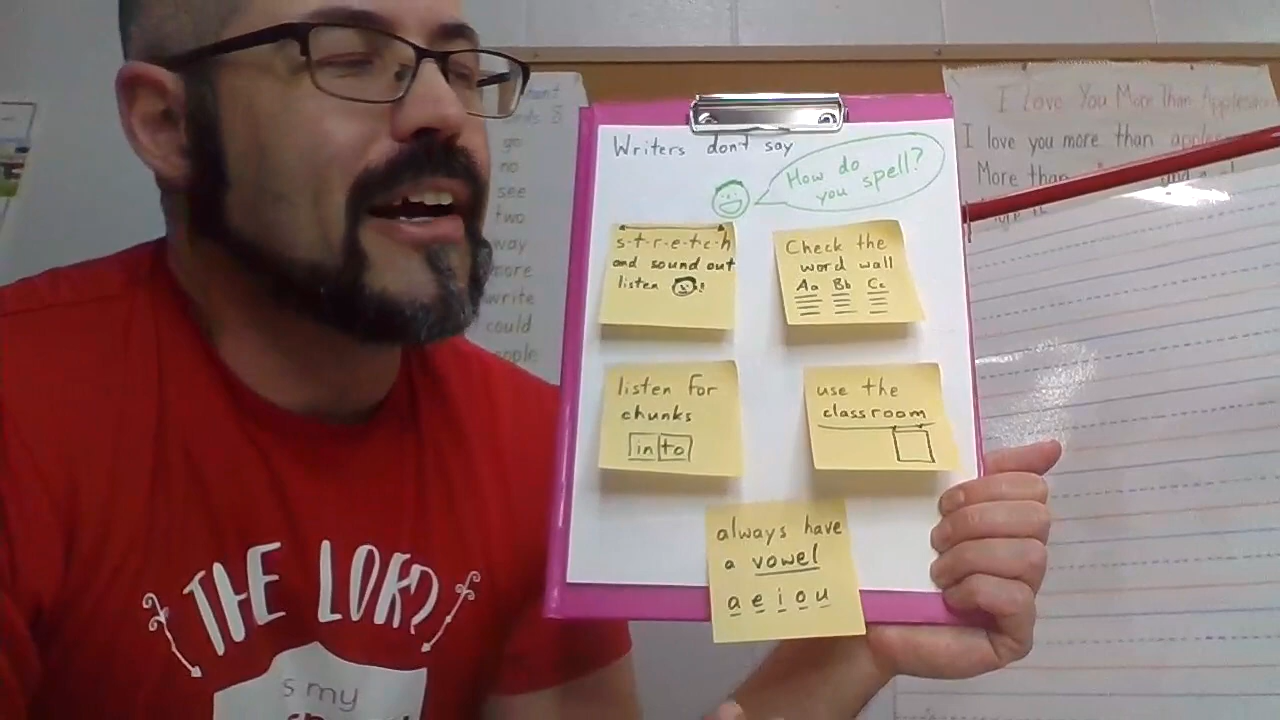 Writers don't say
How do
you spell?
s-t-r-e-t-c-h
and sound out
listen
Check the
word wall
Aa Bb Cc
listen for
chunks
in to
use the
classroom
always have
a vowel
a e i o u
THE LORD
is my
go
no
see
two
way
more
write
could
I Love You More Than
I love you more than
More than